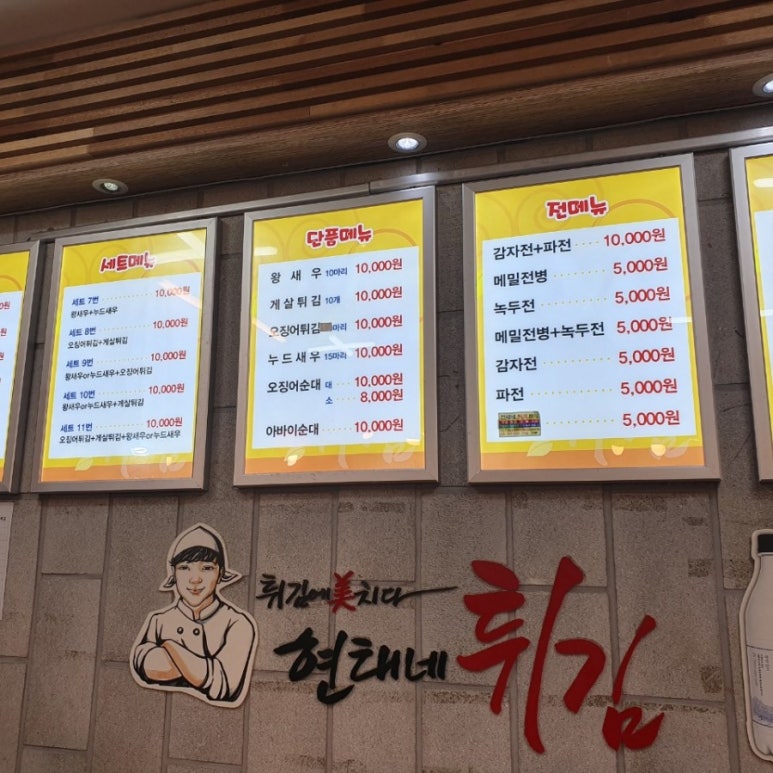 세트메뉴
세트 7번 10,000원
왕새우+누드새우
세트 8번 10,000원
오징어튀김+게살튀김
세트 9번 10,000원
왕새우or누드새우+오징어튀김
세트 10번 10,000원
왕새우or누드새우+게살튀김
세트 11번 10,000원
오징어튀김+게살튀김+왕새우or누드새우
단품메뉴
왕새우 10마리 10,000원
게살튀김 10개 10,000원
오징어튀김 마리 10,000원
누드새우 15마리 10,000원
오징어순대 대 10,000원
소 8,000원
아바이순대 10,000원
전메뉴
감자전+파전 10,000원
메밀전병 5,000원
녹두전 5,000원
메밀전병+녹두전 5,000원
감자전 5,000원
파전 5,000원
5,000원
튀김에美치다
현태네 튀김